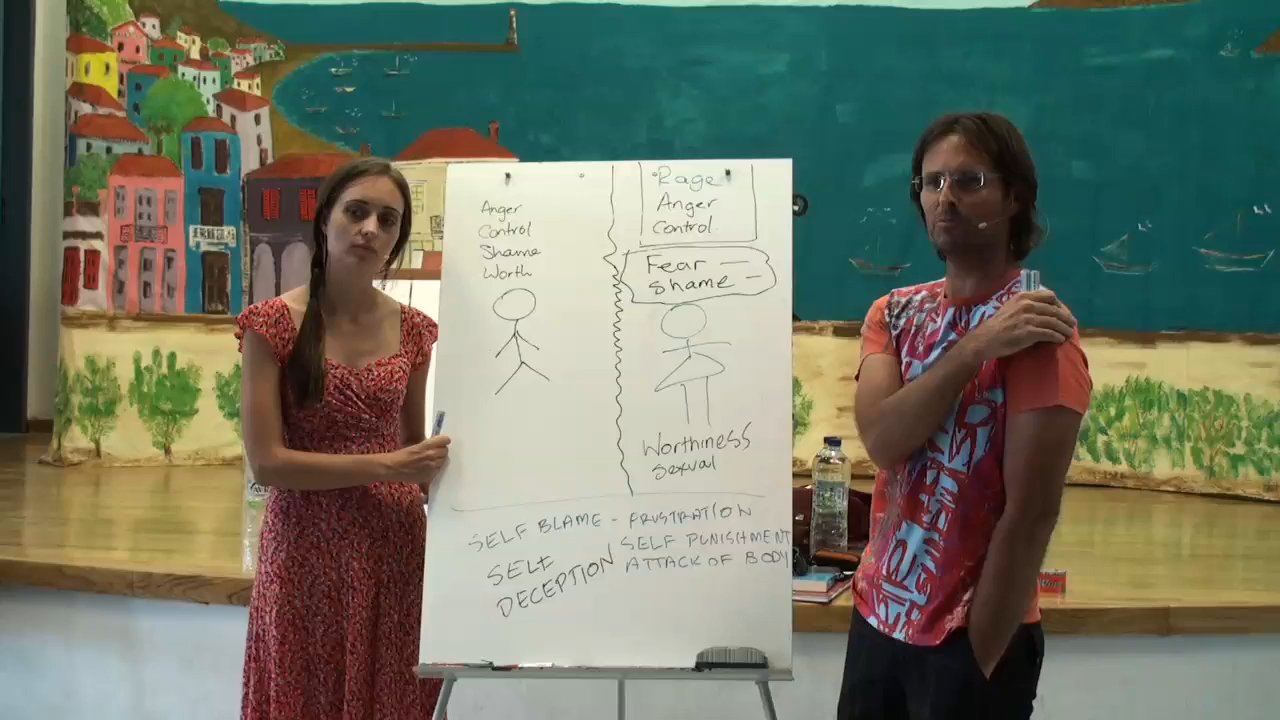 Anger
Control
Shame
Worth
Rage
Anger
Control
Fear —
Shame –
Worthiness
Sexual
SELF BLAME - FRUSTRATION
SELF PUNISHMENT
ATTACK OF BODY
SELF
DECEPTION